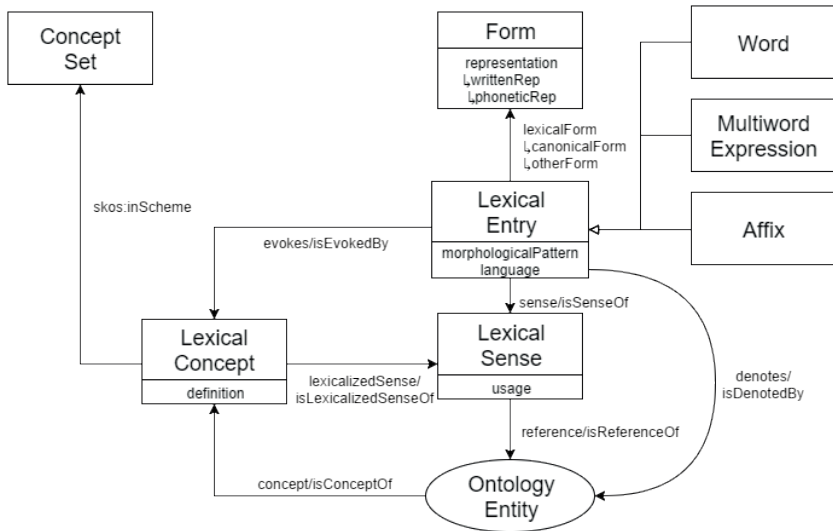 Concept
Set
Form
representation
↳writtenRep
↳phoneticRep
Word
lexicalForm
↳canonicalForm
↳otherForm
Multiword
Expression
skos:inScheme
Lexical
Entry
morphologicalPattern
language
Affix
evokes/isEvokedBy
sense/isSenseOf
Lexical
Concept
definition
lexicalizedSense/
isLexicalizedSenseOf
Lexical
Sense
usage
denotes/
isDenotedBy
reference/isReferenceOf
concept/isConceptOf
Ontology
Entity